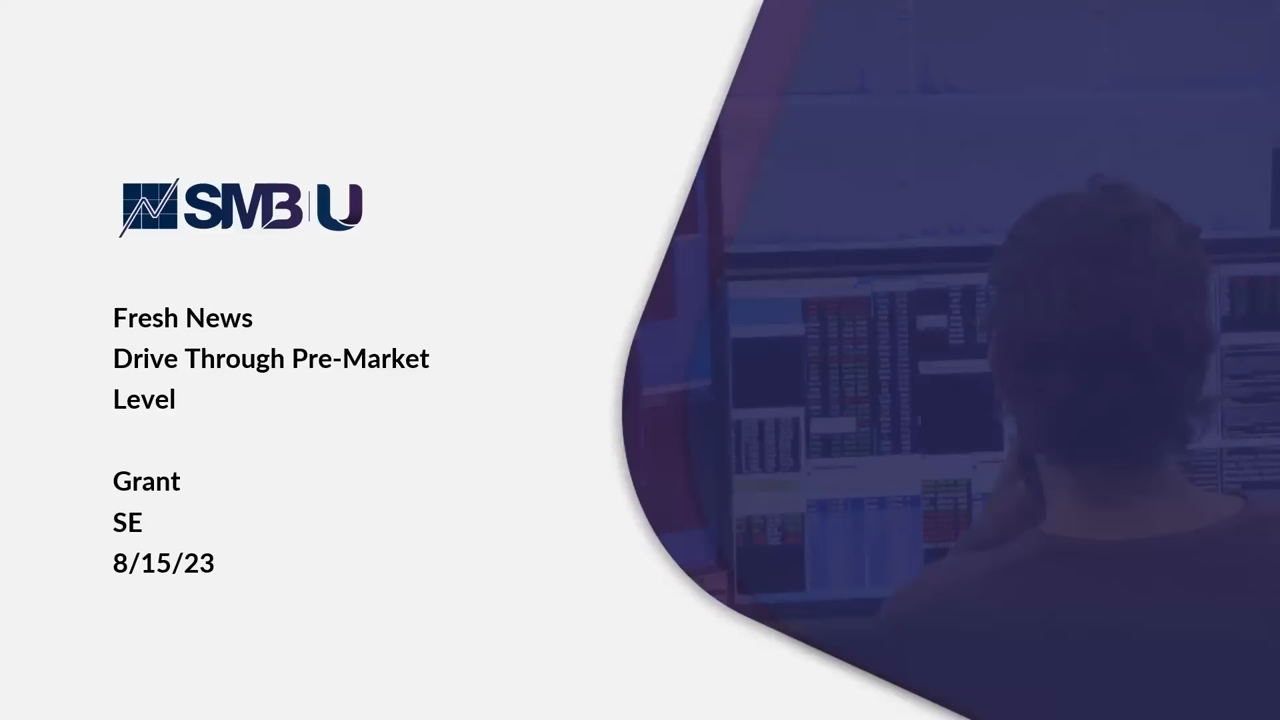 SMB U
Fresh News
Drive Through Pre-Market
Level
Grant
SE
8/15/23